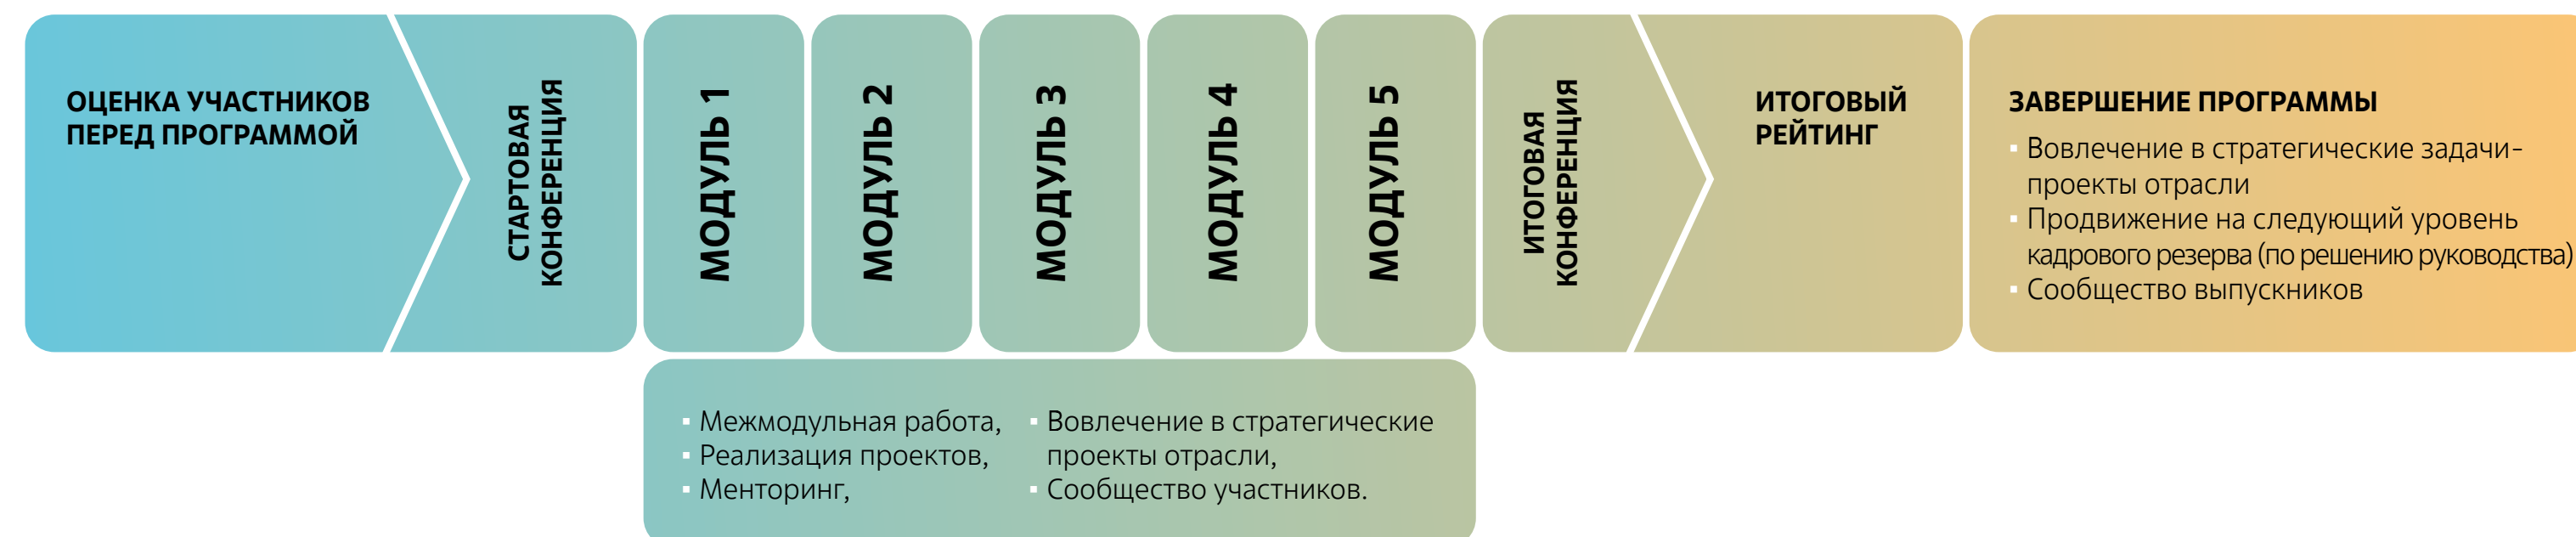 ОЦЕНКА УЧАСТНИКОВ
ПЕРЕД ПРОГРАММОЙ
СТАРТОВАЯ
КОНФЕРЕНЦИЯ
МОДУЛЬ 1
МОДУЛЬ 2
МОДУЛЬ 3
МОДУЛЬ 4
МОДУЛЬ 5
ИТОГОВАЯ
КОНФЕРЕНЦИЯ
ИТОГОВЫЙ
РЕЙТИНГ
ЗАВЕРШЕНИЕ ПРОГРАММЫ
▪ Вовлечение в стратегические задачи-
проекты отрасли
▪ Продвижение на следующий уровень
кадрового резерва (по решению руководства)
▪ Сообщество выпускников
▪ Межмодульная работа,
▪ Реализация проектов,
▪ Менторинг,
▪ Вовлечение в стратегические
проекты отрасли,
▪ Сообщество участников.